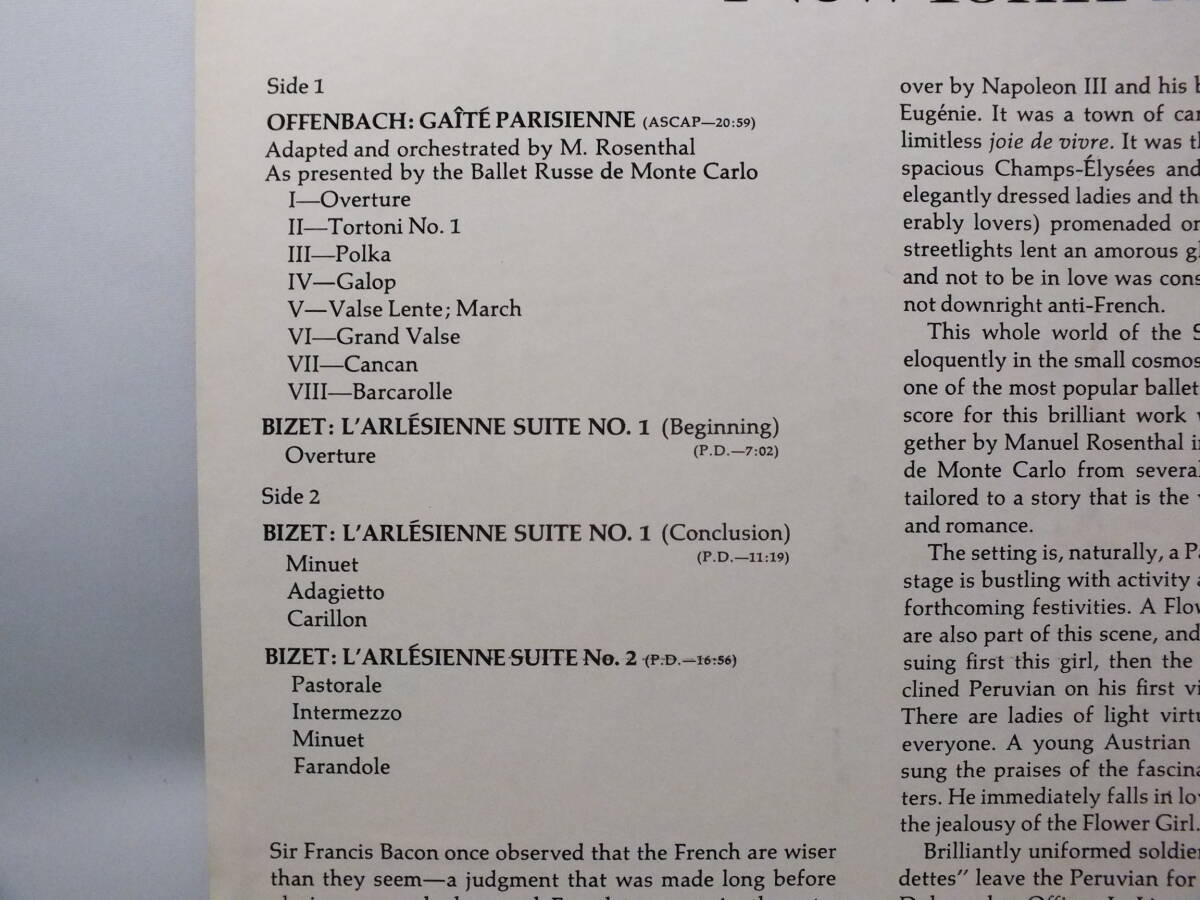 Side 1
OFFENBACH: GAÎTÉ PARISIENNE (ASCAP—20:59)
Adapted and orchestrated by M. Rosenthal
As presented by the Ballet Russe de Monte Carlo
I—Overture
II—Tortoni No. 1
III—Polka
IV—Galop
V—Valse Lente; March
VI—Grand Valse
VII—Cancan
VIII—Barcarolle
BIZET: L'ARLÉSIENNE SUITE NO. 1 (Beginning)
Overture (P.D.—7:02)
Side 2
BIZET: L'ARLÉSIENNE SUITE NO. 1 (Conclusion)
Minuet (P.D.—11:19)
Adagietto
Carillon
BIZET: L'ARLÉSIENNE SUITE No. 2 (P.D.—16:56)
Pastorale
Intermezzo
Minuet
Farandole
Sir Francis Bacon once observed that the French are wiser
than they seem—a judgment that was made long before
over by Napoleon III and his
Eugénie. It was a town of
limitless joie de vivre. It was
spacious Champs-Élysées and
elegantly dressed ladies and
erably lovers) promenaded
streetlights lent an amorous
and not to be in love was
not downright anti-French.
This whole world of the
eloquently in the small cosmos
one of the most popular
score for this brilliant work
gether by Manuel Rosenthal
de Monte Carlo from several
tailored to a story that is the
and romance.
The setting is, naturally, a
stage is bustling with activity
forthcoming festivities. A
are also part of this scene, and
suing first this girl, then the
clined Peruvian on his first
There are ladies of light
everyone. A young Austrian
sung the praises of the
ters. He immediately falls in
the jealousy of the Flower Girl.
Brilliantly uniformed
dettes" leave the Peruvian for